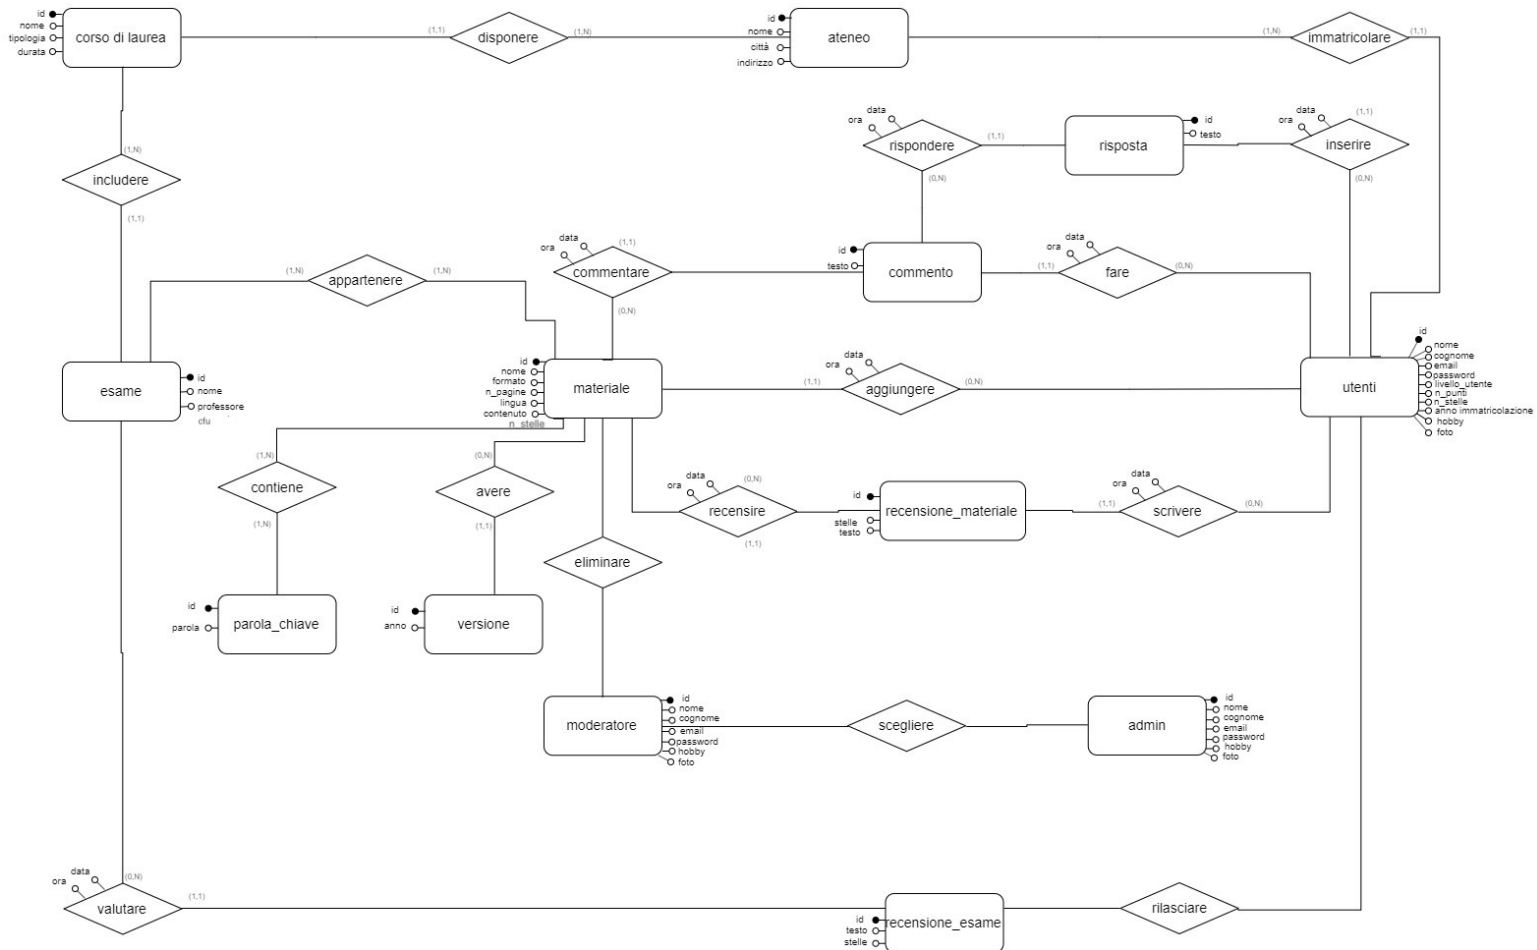 id
nome
tipologia
durata
corso di laurea
(1,1)
disponere
(1,N)
id
nome
città
indirizzo
ateneo
(1,N)
immatricolare
(1,1)
data
ora
rispondere
(1,1)
(0,N)
risposta
id
testo
data
ora
(1,1)
inserire
(0,N)
(1,N)
includere
(1,1)
(1,N)
appartenere
(1,N)
data
ora
(1,1)
commentare
(0,N)
id
testo
commento
(1,1)
data
ora
fare
(0,N)
esame
id
nome
professore
cfu
id
nome
formato
n_pagine
lingua
contenuto
n_stelle
materiale
(1,1)
data
ora
aggiungere
(0,N)
utenti
id
nome
cognome
email
password
livello_utente
n_punti
n_stelle
anno immatricolazione
hobby
foto
(1,N)
contiene
(1,N)
(0,N)
avere
(1,1)
data
ora
(0,N)
recensire
(1,1)
id
stelle
testo
recensione_materiale
(1,1)
data
ora
scrivere
(0,N)
eliminare
id
parola
parola_chiave
id
anno
versione
moderatore
id
nome
cognome
email
password
hobby
foto
scegliere
admin
id
nome
cognome
email
password
hobby
foto
data
ora
(0,N)
valutare
(1,1)
id
testo
stelle
recensione_esame
rilasciare